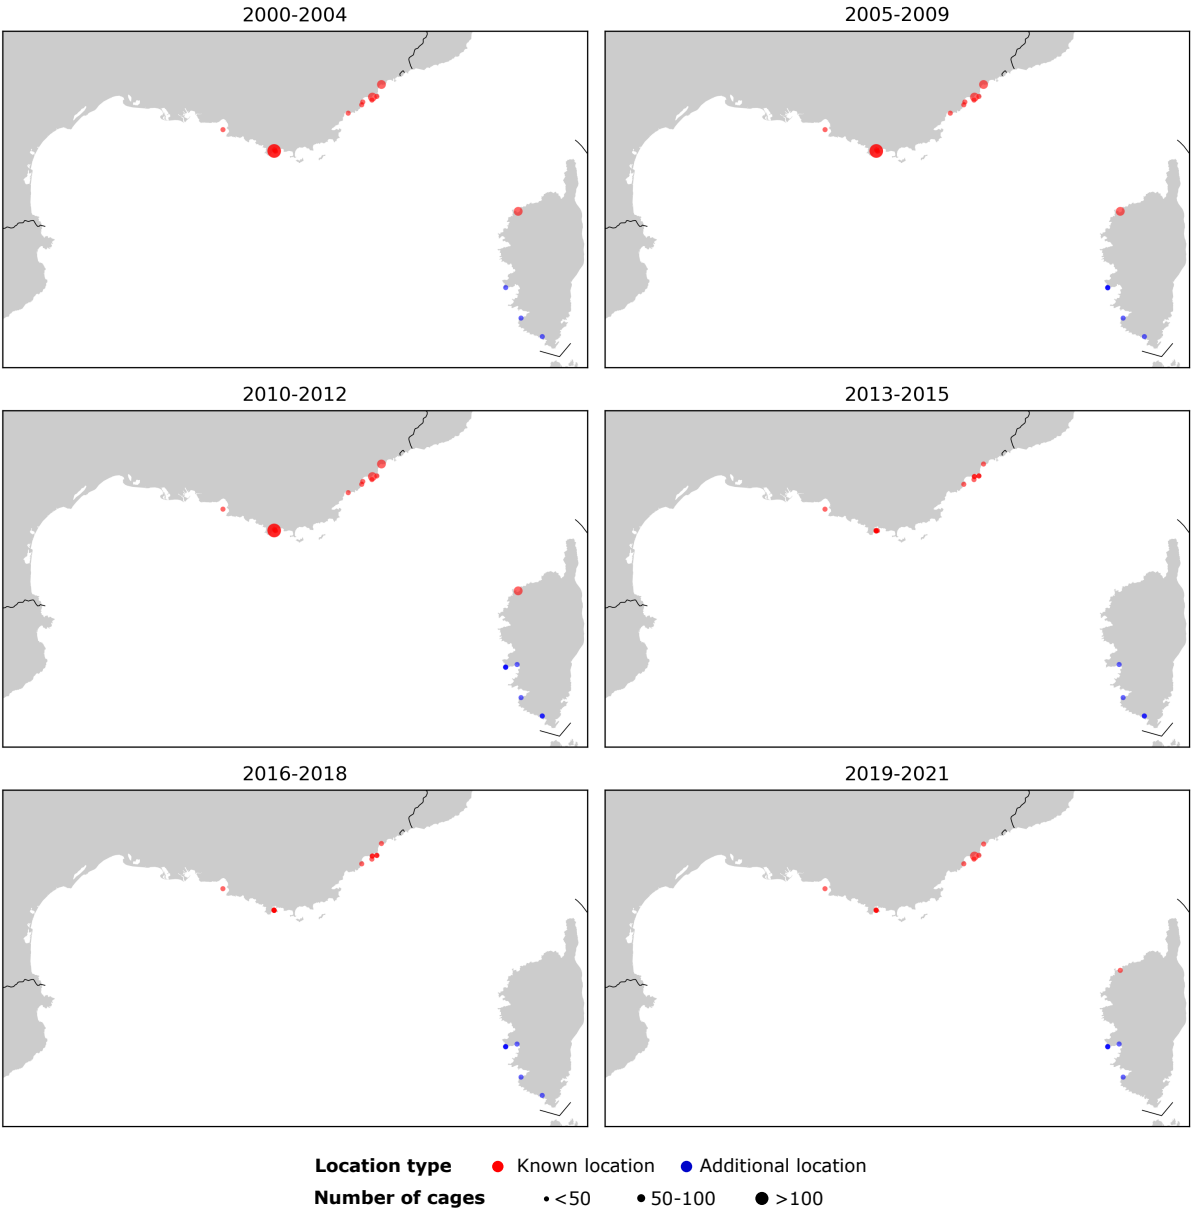 2000-2004 2005-2009
2010-2012 2013-2015
2016-2018 2019-2021
Location type Known location Additional location
Number of cages <50 50-100 >100